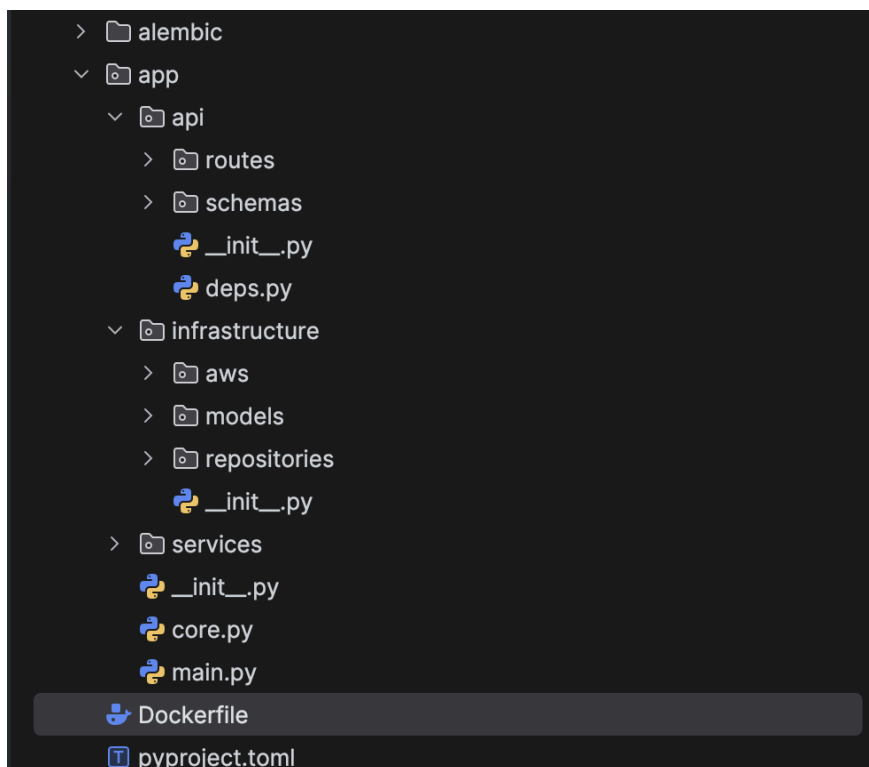 alembic
app
api
routes
schemas
__init__.py
deps.py
infrastructure
aws
models
repositories
__init__.py
services
__init__.py
core.py
main.py
Dockerfile
pyproject.toml